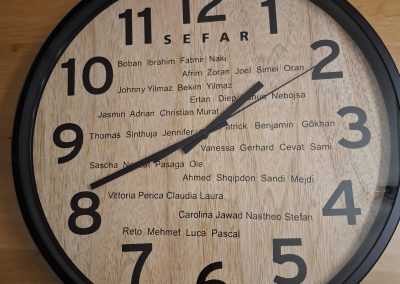 11 12 1
SEFAR
10 2
Boban Ibrahim Fatmir Naki
Afrim Zoran Joel Simei Oran
Johnny Yilmaz Bekim Yilmaz
Ertan Nebojsa
Jasmin Adrian Christian Murat
9 3
Patrick Benjamin Gökhan
Thomas Sinthuja Jennifer
Vanessa Gerhard Cevat Sami
Sascha Pasaga Ole
Ahmed Shqipdon Sandi Mejdi
8 4
Vittoria Perica Claudia Laura
Carolina Jawad Nastheo Stefan
Reto Mehmet Luca Pascal
7 6 5